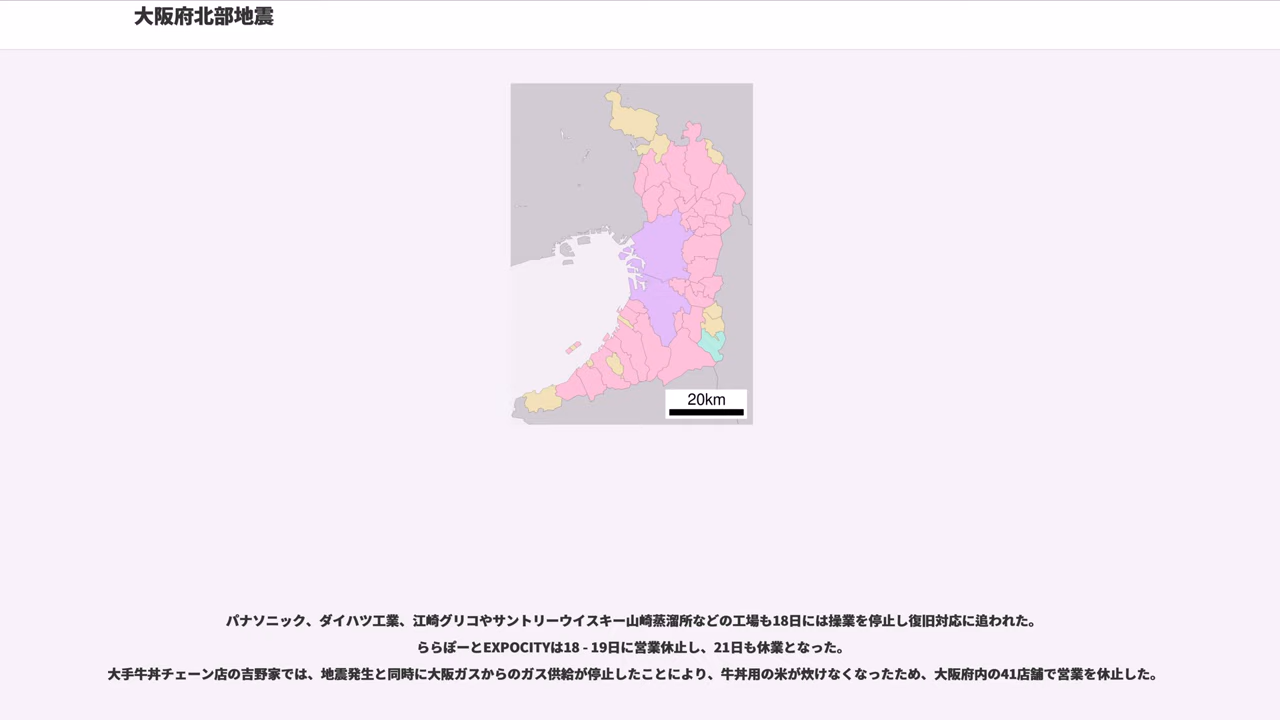 大阪府北部地震
20km
パナソニック、ダイハツ工業、江崎グリコやサントリーウイスキー山崎蒸溜所などの工場も18日には操業を停止し復旧対応に追われた。
ららぽーとEXPOCITYは18 - 19日に営業休止し、21日も休業となった。
大手牛丼チェーン店の吉野家では、地震発生と同時に大阪ガスからのガス供給が停止したことにより、牛丼用の米が炊けなくなったため、大阪府内の41店舗で営業を休止した。